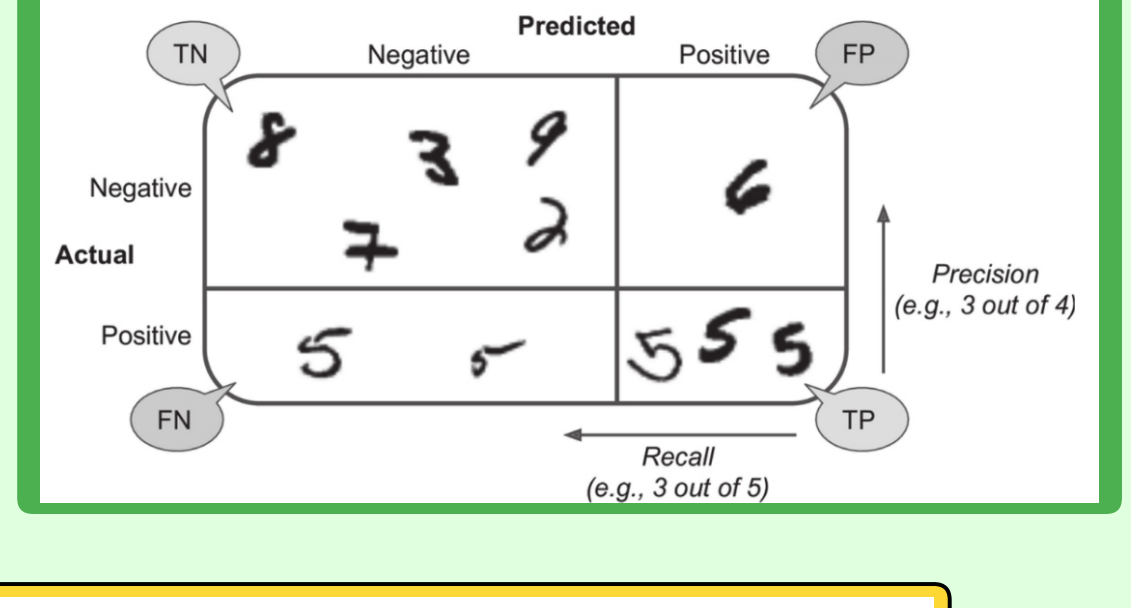 Predicted
TN Negative Positive FP
8 3 9
Negative 6
7 2
Actual
Precision
(e.g., 3 out of 4)
Positive 5 5 5 5 5
FN TP
Recall
(e.g., 3 out of 5)